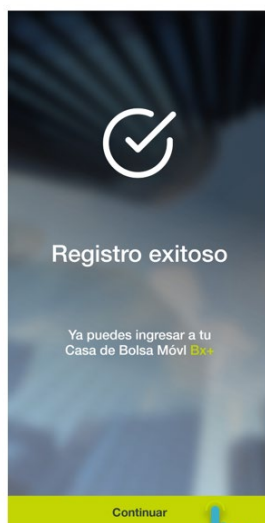 Registro exitoso
Ya puedes ingresar a tu
Casa de Bolsa Móvl Bx+
Continuar